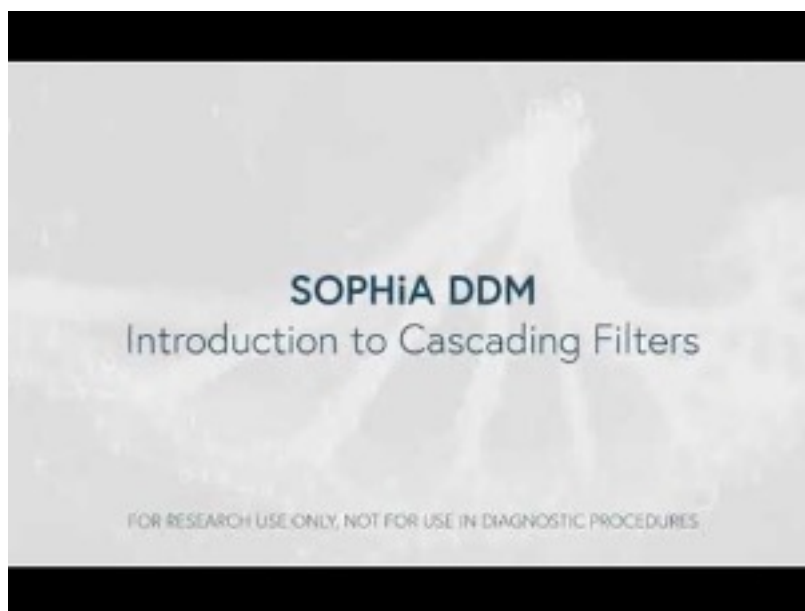 SOPHiA DDM
Introduction to Cascading Filters
FOR RESEARCH USE ONLY, NOT FOR USE IN DIAGNOSTIC PROCEDURES